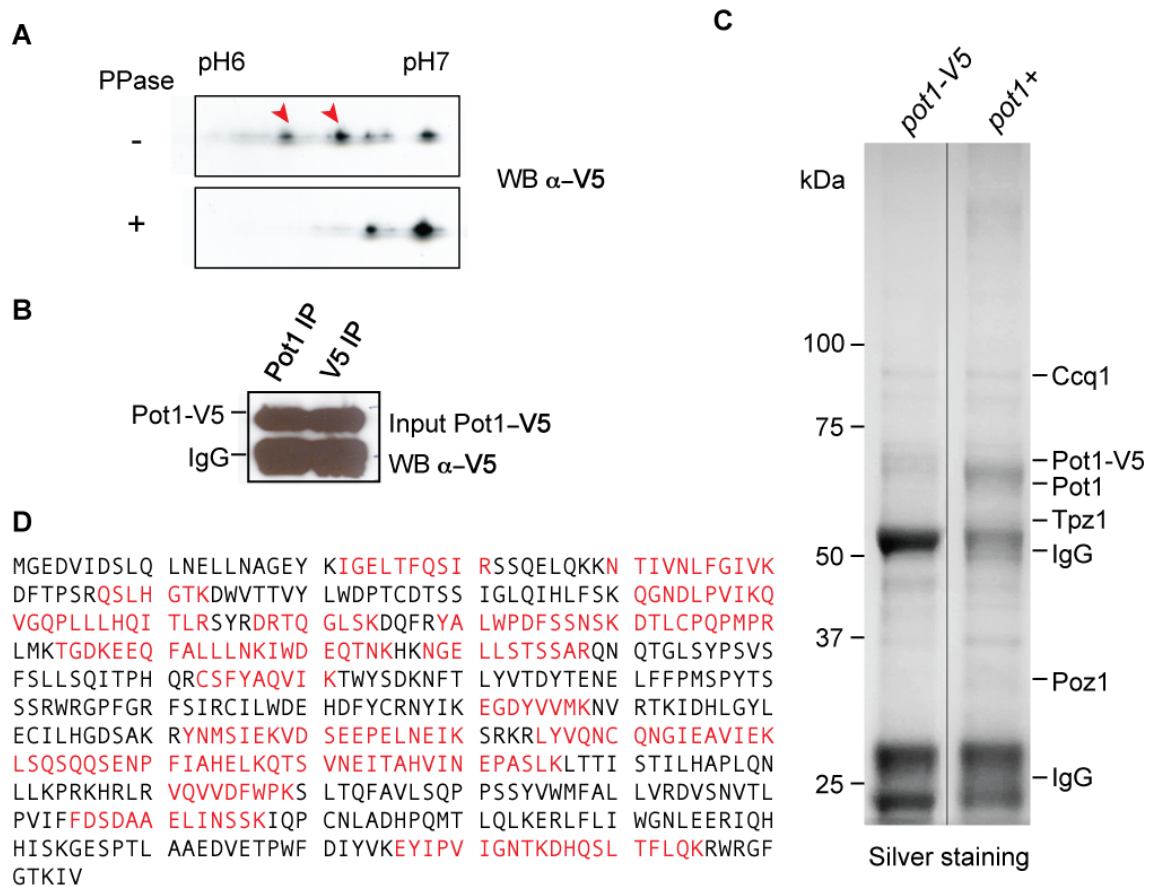 A
PPase
pH6
pH7
-
+
WB α–V5
B
Pot1 IP
V5 IP
Pot1-V5
Input Pot1–V5
IgG
WB α–V5
C
pot1-V5
pot1+
kDa
100
75
50
37
25
Ccq1
Pot1-V5
Pot1
Tpz1
IgG
Poz1
IgG
Silver staining
D
MGEDVIDSLQ LNELLNAGEY KIGELTFQSI RSSQELQKKN TIVNLFGIVK
DFTPSRQSLH GTKDWVTTVY LWDPTCDTSS IGLQIHLFSK QGNDLPVIKQ
VGQPLLLHQI TLRSYRDRTQ GLSKDQFRYA LWPDFSSNSK DTLCPQPMPR
LMKTGDKEEQ FALLLNKIWD EQTNKHKNGE LLSTSSARQN QTGLSYPSVS
FSLLSQITPH QRCSFYAQVI KTWYSDKNFT LYVTDYTENE LFFPMSPYTS
SSRWRGPFGR FSIRCILWDE HDFYCRNYIK EGDYVVMKNV RTKIDHLGYL
ECILHGDSAK RYNMSIEKVD SEEPELNEIK SRKRLYVQNC QNGIEAVIEK
LSQSQQSENP FIAHELKQTS VNEITAHVIN EPASLKLTTI STILHAPLQN
LLKPRKHRLR VQVVDFWPKS LTQFAVLSQP PSSYVWMFAL LVRDVSNVTL
PVIFFDSDAA ELINSSKIQP CNLADHPQMT LQLKERLFLI WGNLEERIQH
HISKGESPTL AAEDVETPWF DIYVKEYIPV IGNTKDHQSL TFLQKRWRGF
GTKIV